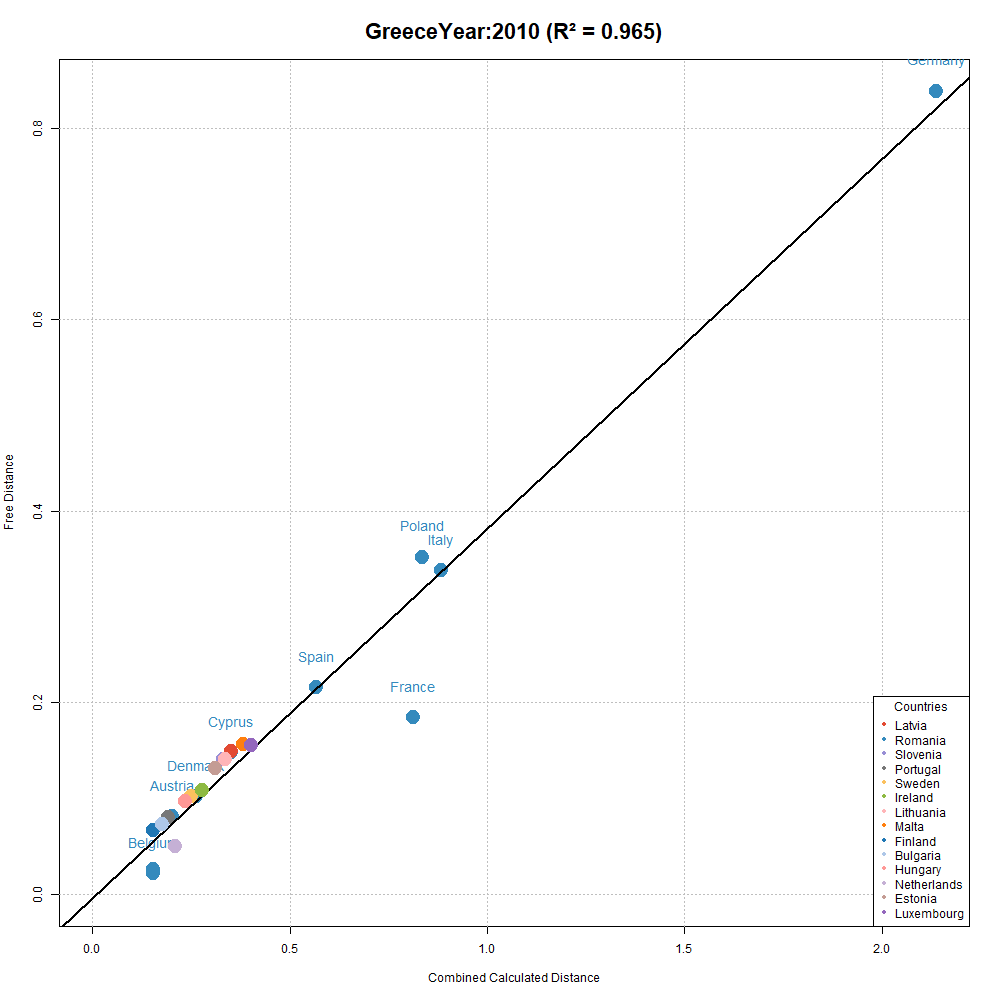 GreeceYear:2010 (R² = 0.965)
Germany
0.8
0.6
Free Distance
0.4
Poland
Italy
Spain
France
0.2
Cyprus
Denma
Austria
Belgiu
0.0
Countries
Latvia
Romania
Slovenia
Portugal
Sweden
Ireland
Lithuania
Malta
Finland
Bulgaria
Hungary
Netherlands
Estonia
Luxembourg
0.0 0.5 1.0 1.5 2.0
Combined Calculated Distance